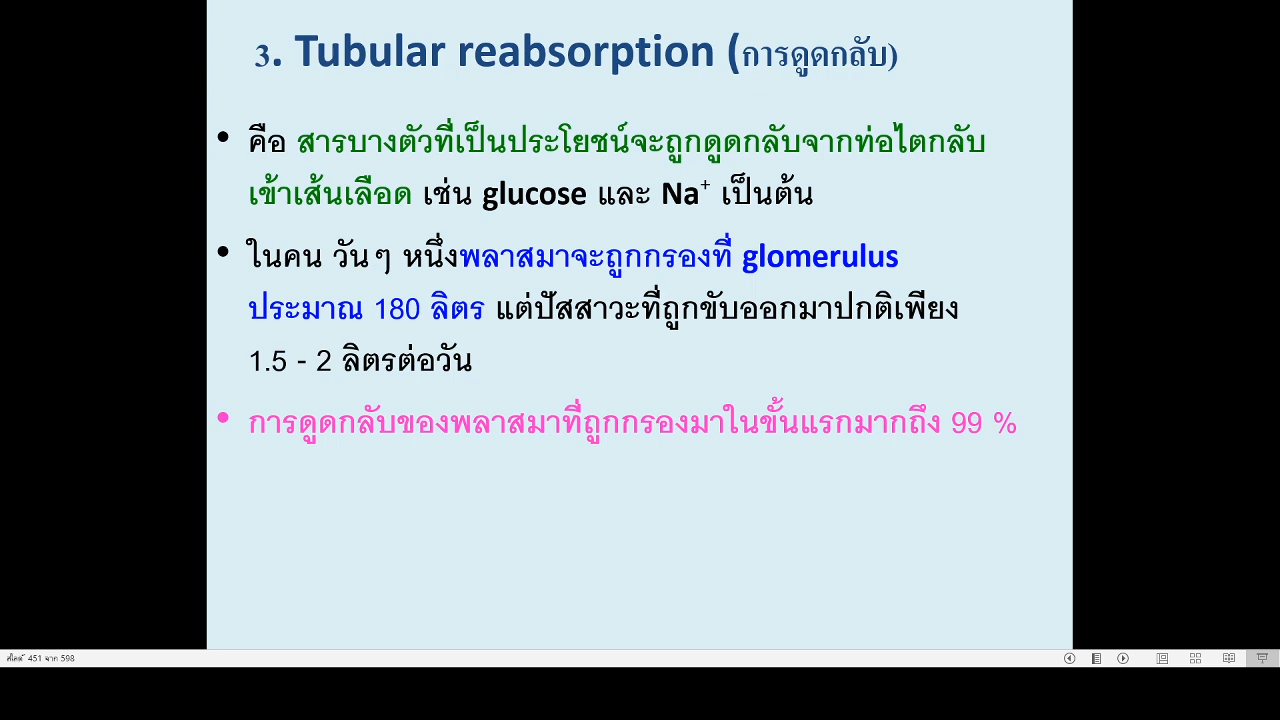 3. Tubular reabsorption (การดูดกลับ)
• คือ สารบางตัวที่เป็นประโยชน์จะถูกดูดกลับจากท่อไตกลับ
เข้าเส้นเลือด เช่น glucose และ Na⁺ เป็นต้น
• ในคน วันๆ หนึ่งพลาสมาจะถูกกรองที่ glomerulus
ประมาณ 180 ลิตร แต่ปัสสาวะที่ถูกขับออกมาปกติเพียง
1.5 - 2 ลิตรต่อวัน
• การดูดกลับของพลาสมาที่ถูกกรองมาในขั้นแรกมากถึง 99 %
สไลด์ 451 จาก 598